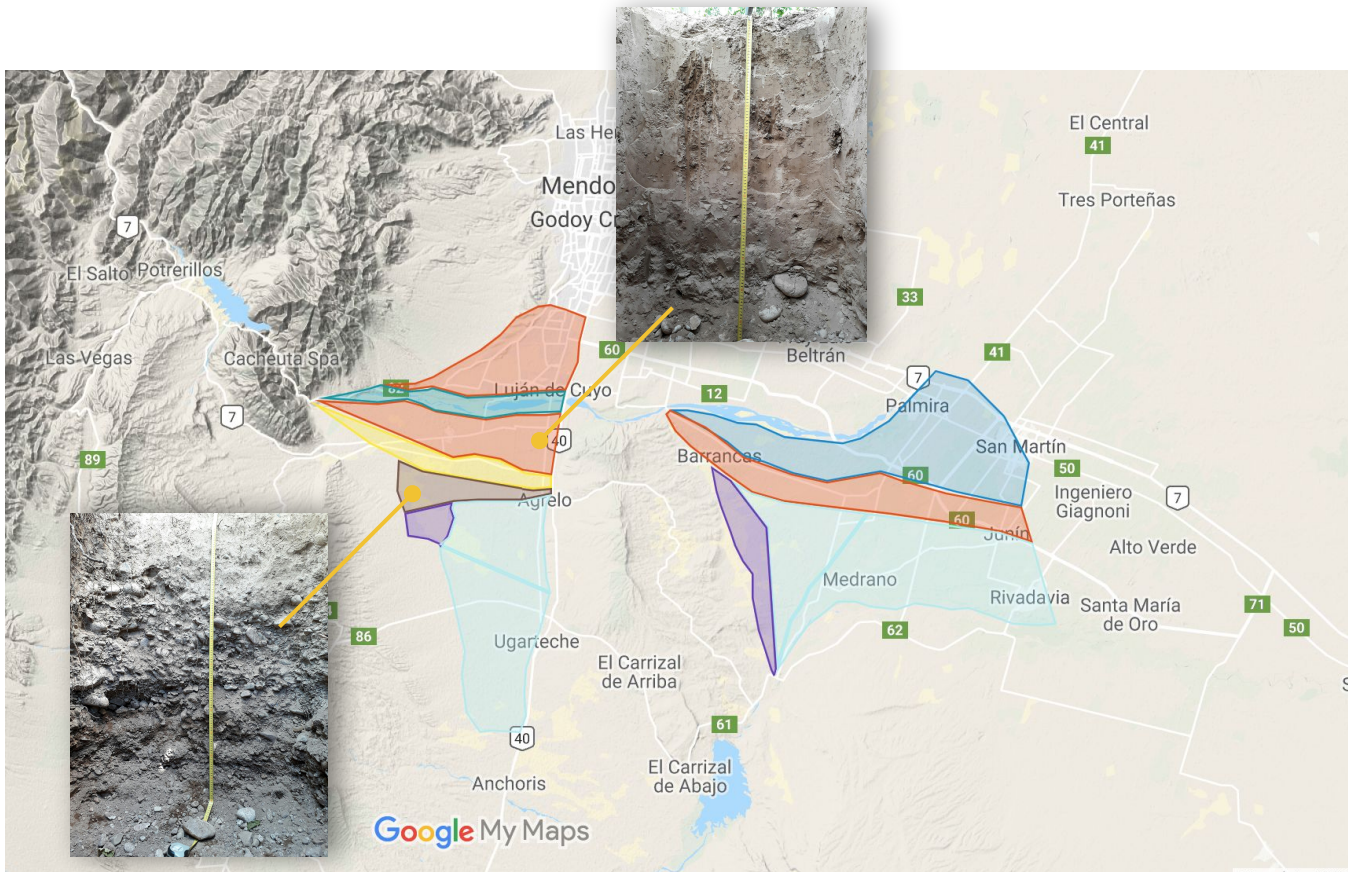 El Central
41
Las He
Tres Porteñas
Mendo
Godoy C
7
El Salto
Potrerillos
33
60
Las Vegas
Cacheuta Spa
Beltrán
41
82
Luján de Cuyo
12
7
Palmira
7
40
San Martín
89
Barrancas
60
50
Agrelo
Ingeniero
Giagnoni
7
60
Junín
Alto Verde
Medrano
Rivadavia
Santa María
de Oro
71
86
62
50
Ugarteche
El Carrizal
de Arriba
61
40
Anchoris
El Carrizal
de Abajo
Google My Maps